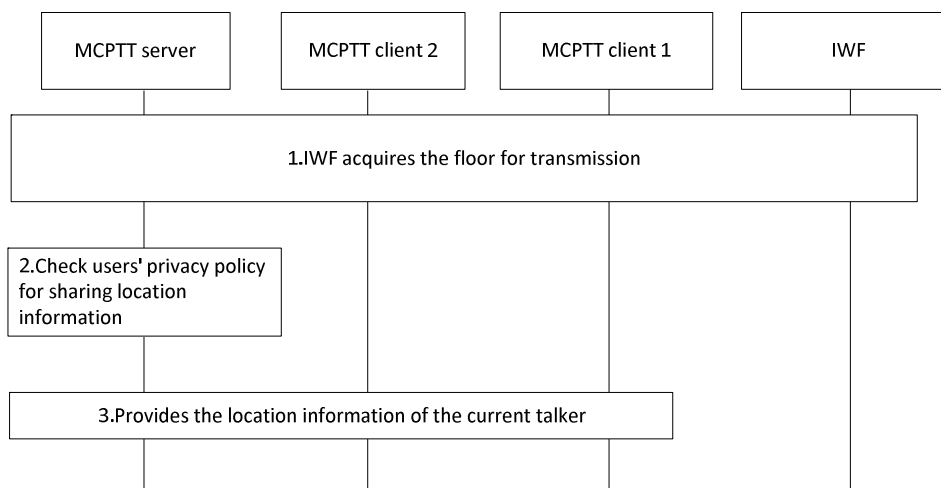 MCPTT server
MCPTT client 2
MCPTT client 1
IWF
1.IWF acquires the floor for transmission
2.Check users' privacy policy
for sharing location
information
3.Provides the location information of the current talker